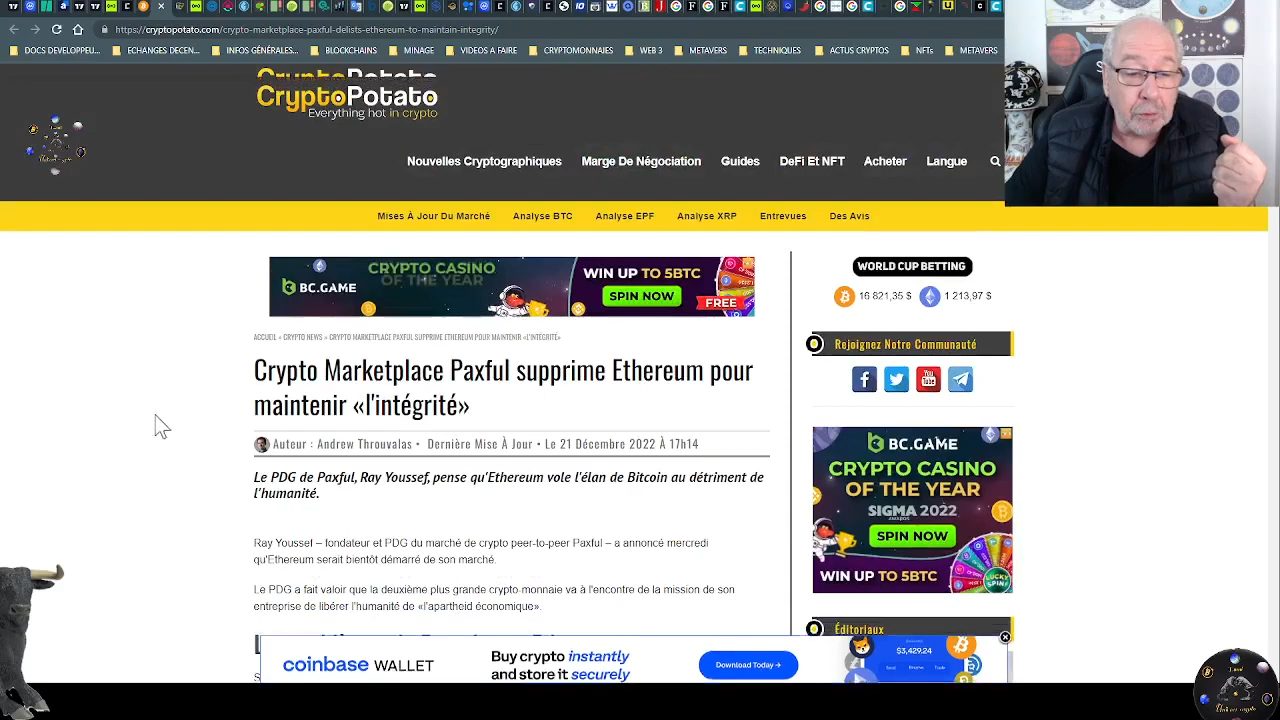 https://cryptopotato.com/crypto-marketplace-paxful-to-delist-ethereum-to-maintain-integrity/
DOCS DÉVELOPPE...
ÉCHANGES DECEN...
INFOS GÉNÉRALES...
BLOCKCHAINS
MINAGE
VIDÉO A FAIRE
CRYPTOMONNAIES
WEB 3
METAVERS
TECHNIQUES
ACTUS CRYPTOS
NFTs
METAVERS
CryptoPotato
Everything hot in crypto
Nouvelles Cryptographiques
Marge De Négociation
Guides
DeFi Et NFT
Acheter
Langue
Mises À Jour Du Marché
Analyse BTC
Analyse EPF
Analyse XRP
Entrevues
Des Avis
BC.GAME
CRYPTO CASINO
OF THE YEAR
WIN UP TO 5BTC
SPIN NOW
FREE
ACCUEIL » CRYPTO NEWS » CRYPTO MARKETPLACE PAXFUL SUPPRIME ETHEREUM POUR MAINTENIR «L'INTÉGRITÉ»
Crypto Marketplace Paxful supprime Ethereum pour
maintenir «l'intégrité»
Auteur : Andrew Throuvalas • Dernière Mise À Jour • Le 21 Décembre 2022 À 17h14
Le PDG de Paxful, Ray Youssef, pense qu'Ethereum vole l'élan de Bitcoin au détriment de
l'humanité.
Ray Youssef – fondateur et PDG du marché de crypto peer-to-peer Paxful – a annoncé mercredi
qu'Ethereum serait bientôt démarré de son marché.
Le PDG a fait valoir que la deuxième plus grande crypto-monnaie va à l'encontre de la mission de son
entreprise de libérer l'humanité de «l'apartheid économique».
WORLD CUP BETTING
16 821,35 $
1 213,97 $
Rejoignez Notre Communauté
BC.GAME
CRYPTO CASINO
OF THE YEAR
SIGMA 2022
AWARDS
SPIN NOW
WIN UP TO 5BTC
LUCKY
SPIN!
Éditoriaux
coinbase WALLET
Buy crypto instantly
and store it securely
Download Today →
$3,429.24